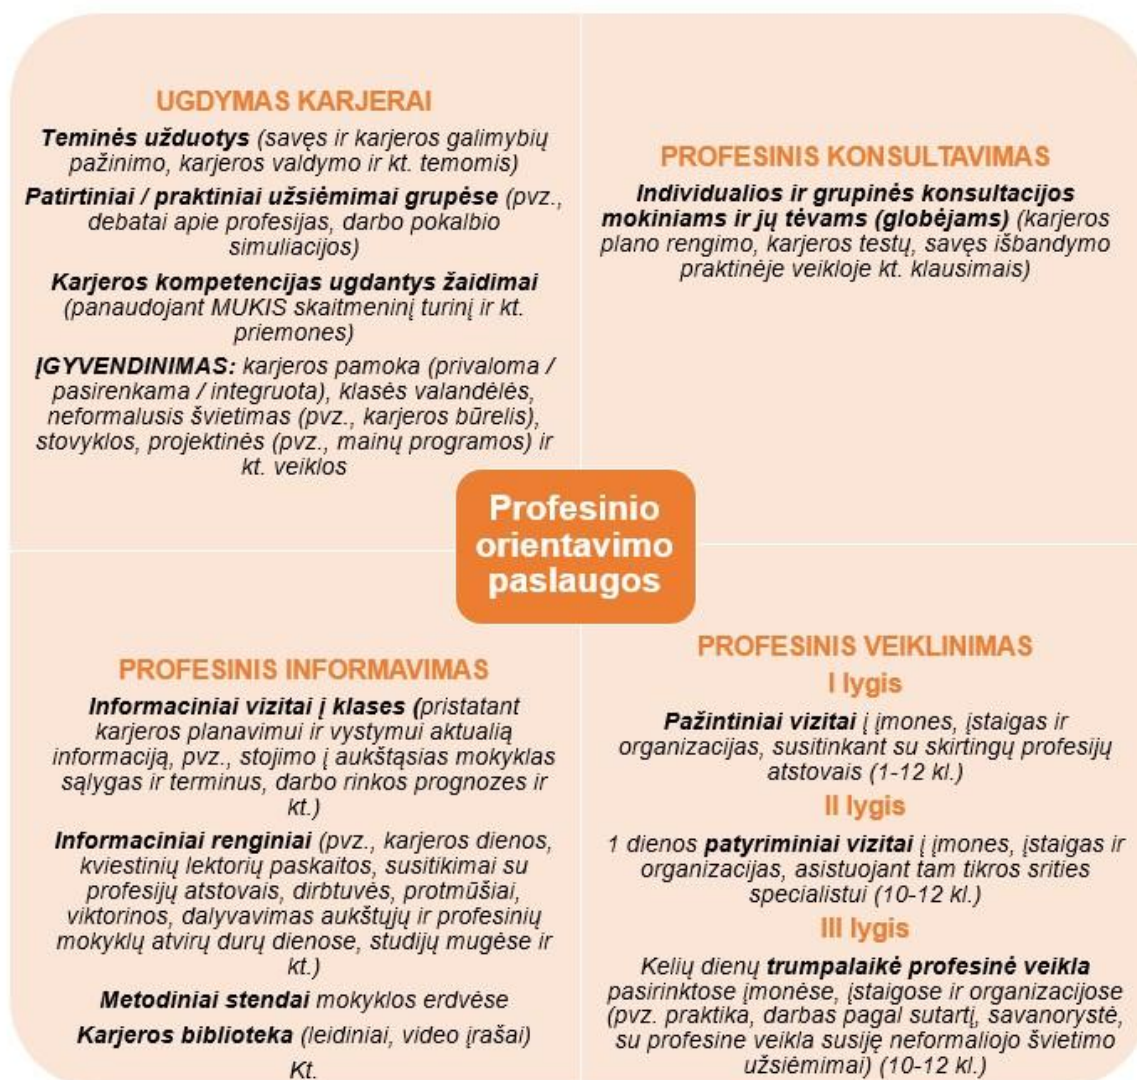 UGDYMAS KARJERAI
Teminės užduotys (savęs ir karjeros galimybių
pažinimo, karjeros valdymo ir kt. temomis)
Patirtiniai / praktiniai užsiėmimai grupėse (pvz.,
debatai apie profesijas, darbo pokalbio
simuliacijos)
Karjeros kompetencijas ugdantys žaidimai
(panaudojant MUKIS skaitmeninį turinį ir kt.
priemones)
ĮGYVENDINIMAS: karjeros pamoka (privaloma /
pasirenkama / integruota), klasės valandėlės,
neformalusis švietimas (pvz., karjeros būrelis),
stovyklos, projektinės (pvz., mainų programos) ir
kt. veiklos
PROFESINIS KONSULTAVIMAS
Individualios ir grupinės konsultacijos
mokiniams ir jų tėvams (globėjams) (karjeros
plano rengimo, karjeros testų, savęs išbandymo
praktinėje veikloje kt. klausimais)
Profesinio
orientavimo
paslaugos
PROFESINIS INFORMAVIMAS
Informaciniai vizitai į klases (pristatant
karjeros planavimui ir vystymui aktualią
informaciją, pvz., stojimo į aukštąsias mokyklas
sąlygas ir terminus, darbo rinkos prognozes ir
kt.)
Informaciniai renginiai (pvz., karjeros dienos,
kviestinių lektorių paskaitos, susitikimai su
profesijų atstovais, dirbtuvės, protmūšiai,
viktorinos, dalyvavimas aukštųjų ir profesinių
mokyklų atvirų durų dienose, studijų mugėse ir
kt.)
Metodiniai stendai mokyklos erdvėse
Karjeros biblioteka (leidiniai, video įrašai)
Kt.
PROFESINIS VEIKLINIMAS
I lygis
Pažintiniai vizitai į įmones, įstaigas ir
organizacijas, susitinkant su skirtingų profesijų
atstovais (1-12 kl.)
II lygis
1 dienos patyriminiai vizitai į įmones, įstaigas ir
organizacijas, asistuojant tam tikros srities
specialistui (10-12 kl.)
III lygis
Kelių dienų trumpalaikė profesinė veikla
pasirinktose įmonėse, įstaigose ir organizacijose
(pvz. praktika, darbas pagal sutartį, savanorystė,
su profesine veikla susiję neformaliojo švietimo
užsiėmimai) (10-12 kl.)